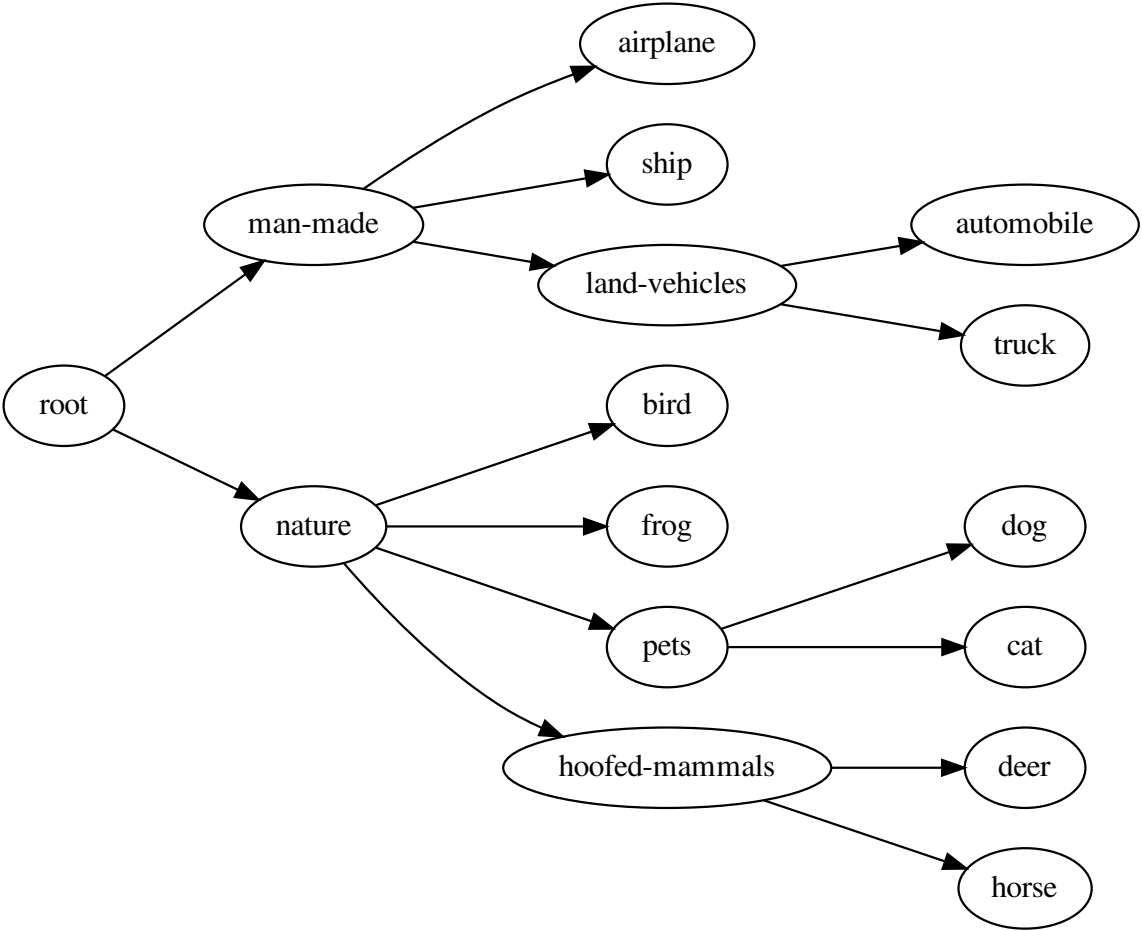 airplane
ship
man-made
automobile
land-vehicles
truck
root
bird
nature
frog
dog
pets
cat
hoofed-mammals
deer
horse